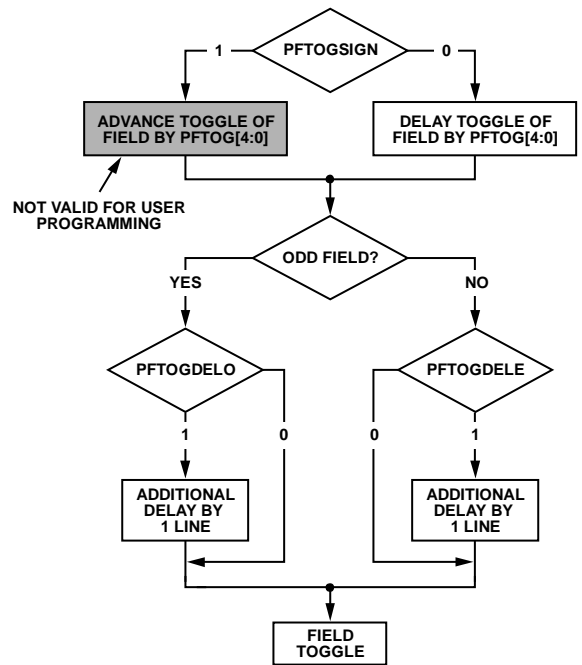 PFTOGSIGN
1
0
ADVANCE TOGGLE OF
FIELD BY PFTOG[4:0]
DELAY TOGGLE OF
FIELD BY PFTOG[4:0]
NOT VALID FOR USER
PROGRAMMING
ODD FIELD?
YES
NO
PFTOGDELO
PFTOGDELE
1
0
0
1
ADDITIONAL
DELAY BY
1 LINE
ADDITIONAL
DELAY BY
1 LINE
FIELD
TOGGLE